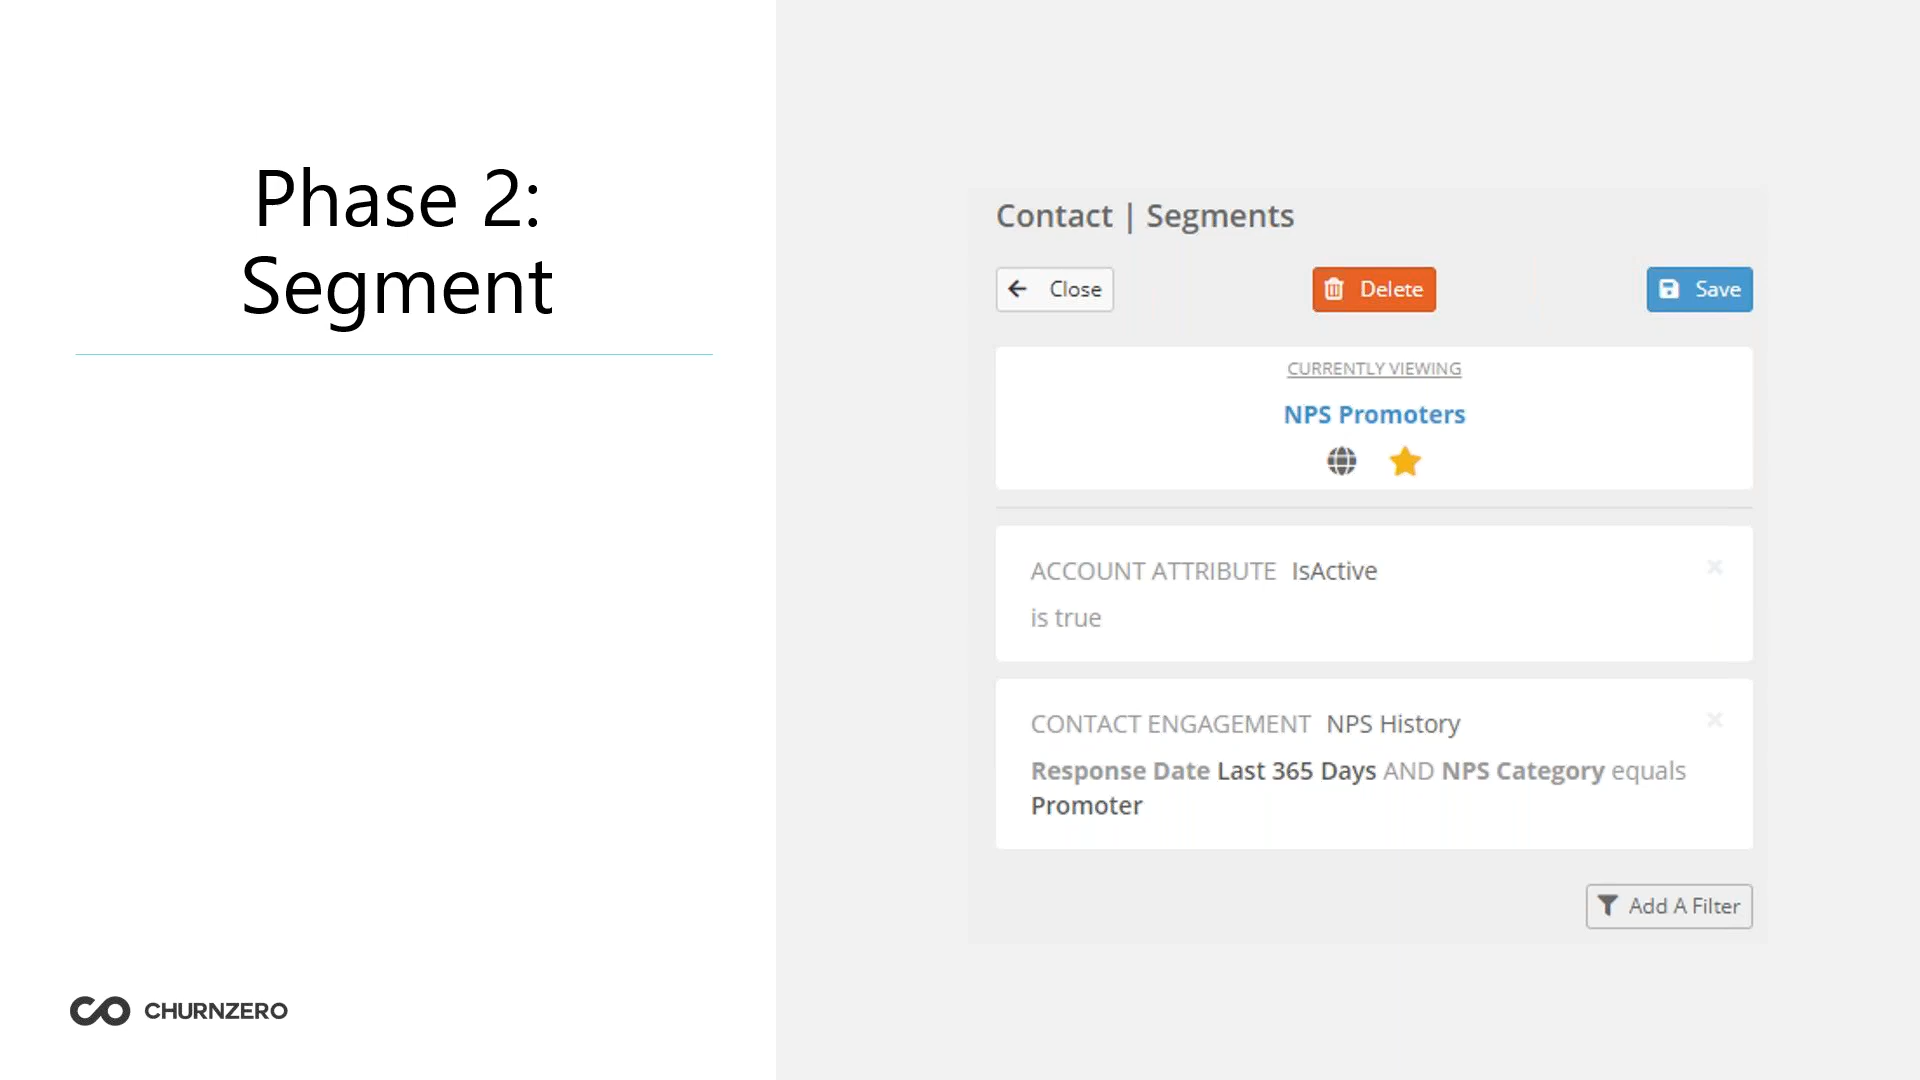 Phase 2:
Segment
CHURNZERO
Contact | Segments
Close
Delete
Save
CURRENTLY VIEWING
NPS Promoters
ACCOUNT ATTRIBUTE IsActive
is true
CONTACT ENGAGEMENT NPS History
Response Date Last 365 Days AND NPS Category equals
Promoter
Add A Filter